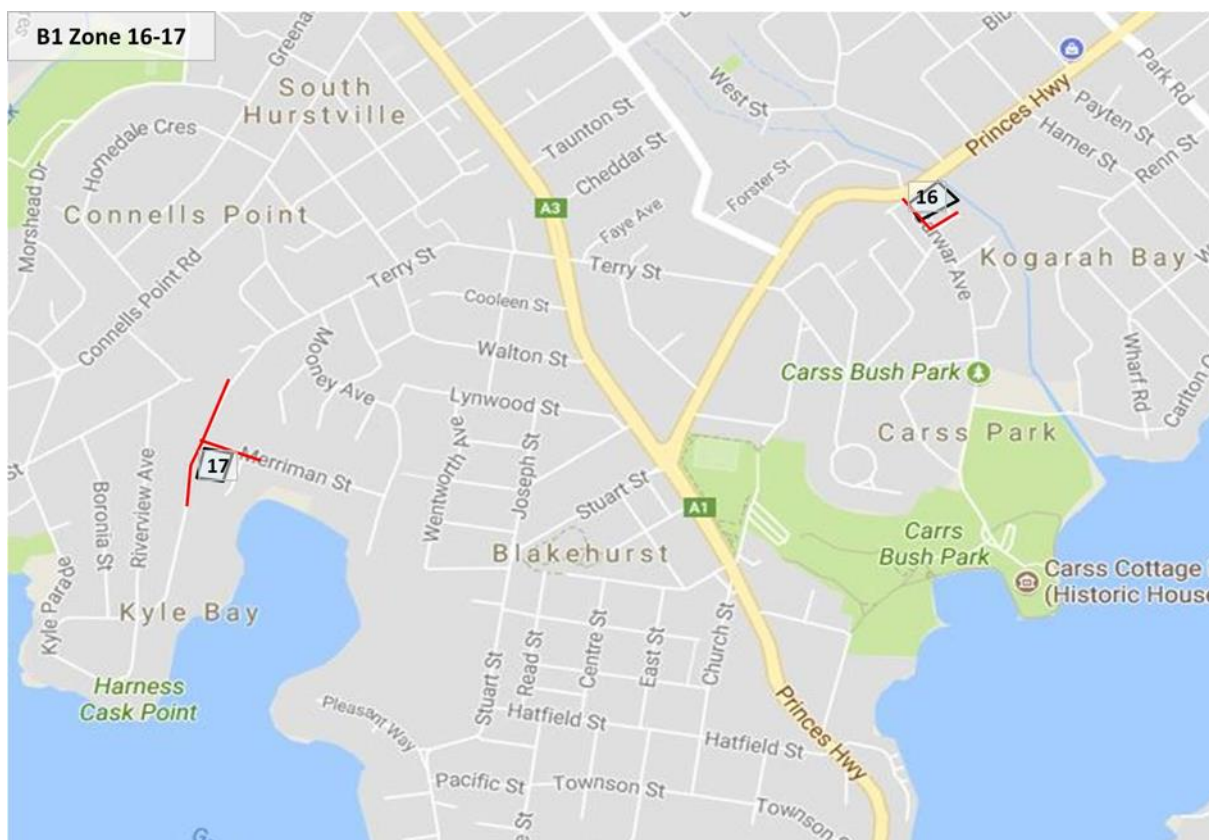 B1 Zone 16-17
South
Hurstville
Homedale Cres
Morshead Dr
Connells Point
Connells Point Rd
Taunton St
Cheddar St
A3
Faye Ave
Terry St
Terry St
Cooleen St
Walton St
Mooney Ave
Lynwood St
West St
Forster St
Princes Hwy
Park Rd
Payten St
Harner St
Renn St
16
Kogarah Bay
Wharf Rd
Carss Bush Park
Carss Park
17
Merriman St
Boronia St
Riverview Ave
Kyle Parade
Kyle Bay
Harness
Cask Point
Wentworth Ave
Joseph St
Stuart St
A1
Blakehurst
Carrs
Bush Park
Carss Cottage
(Historic House
Stuart St
Read St
Centre St
East St
Church St
Pleasant Way
Hatfield St
Hatfield St
Princes Hwy
Pacific St
Townson St
Townson